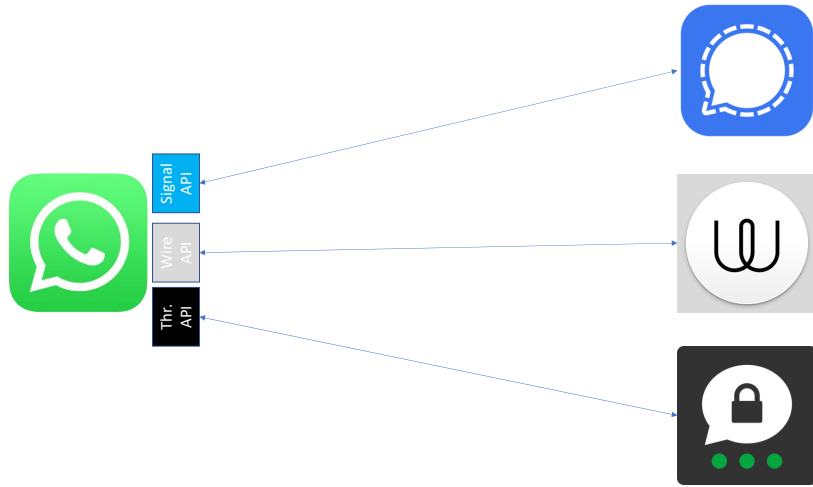 Signal
API
Wire
API
Thr.
API